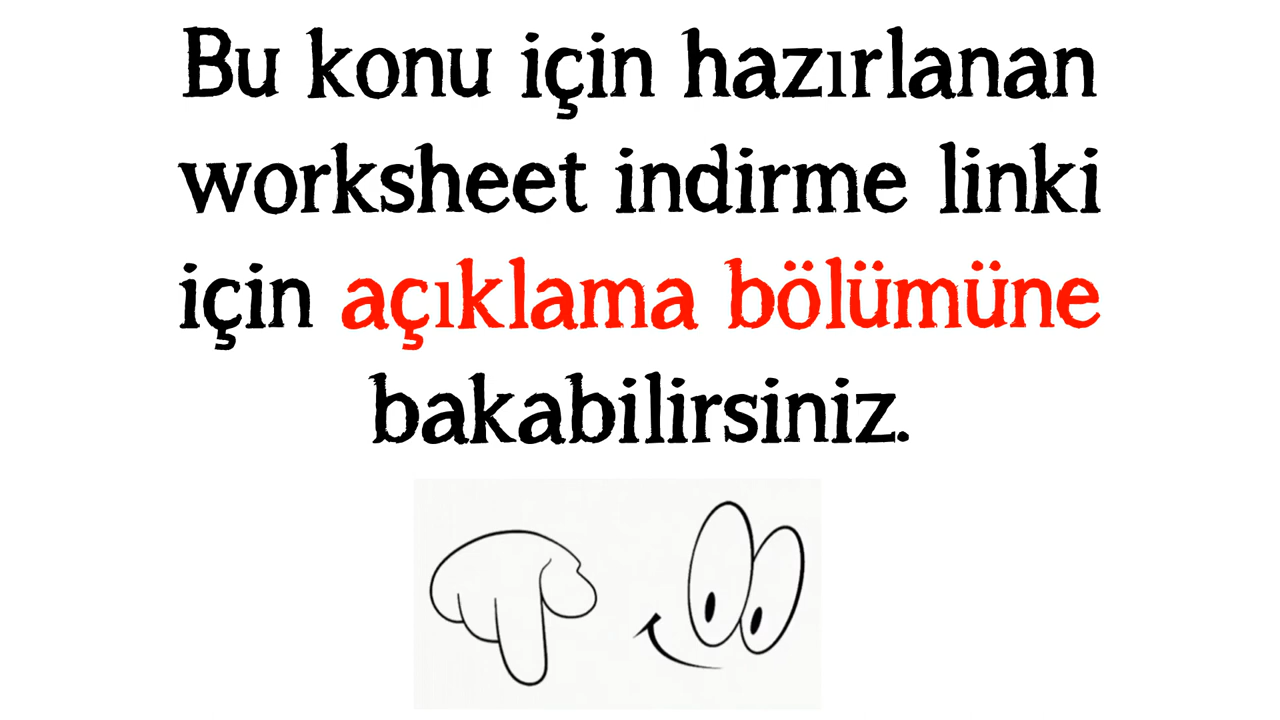 Bu konu için hazırlanan
worksheet indirme linki
için açıklama bölümüne
bakabilirsiniz.